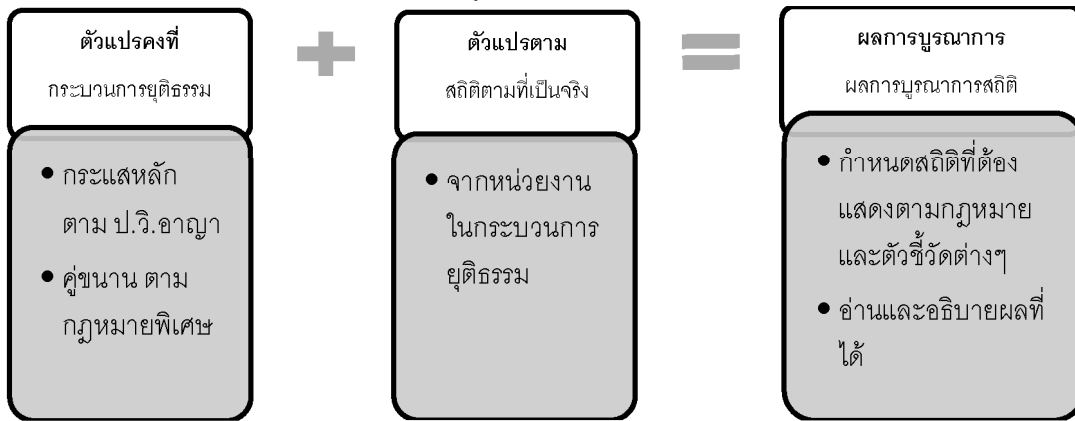 ตัวแปรคงที่
กระบวนการยุติธรรม
• กระแสหลัก
ตาม ป.วิ.อาญา
• คู่ขนาน ตาม
กฎหมายพิเศษ
+
ตัวแปรตาม
สถิติตามที่เป็นจริง
• จากหน่วยงาน
ในกระบวนการ
ยุติธรรม
=
ผลการบูรณาการ
ผลการบูรณาการสถิติ
• กำหนดสถิติที่ต้อง
แสดงตามกฎหมาย
และตัวชี้วัดต่างๆ
• อ่านและอธิบายผลที่
ได้